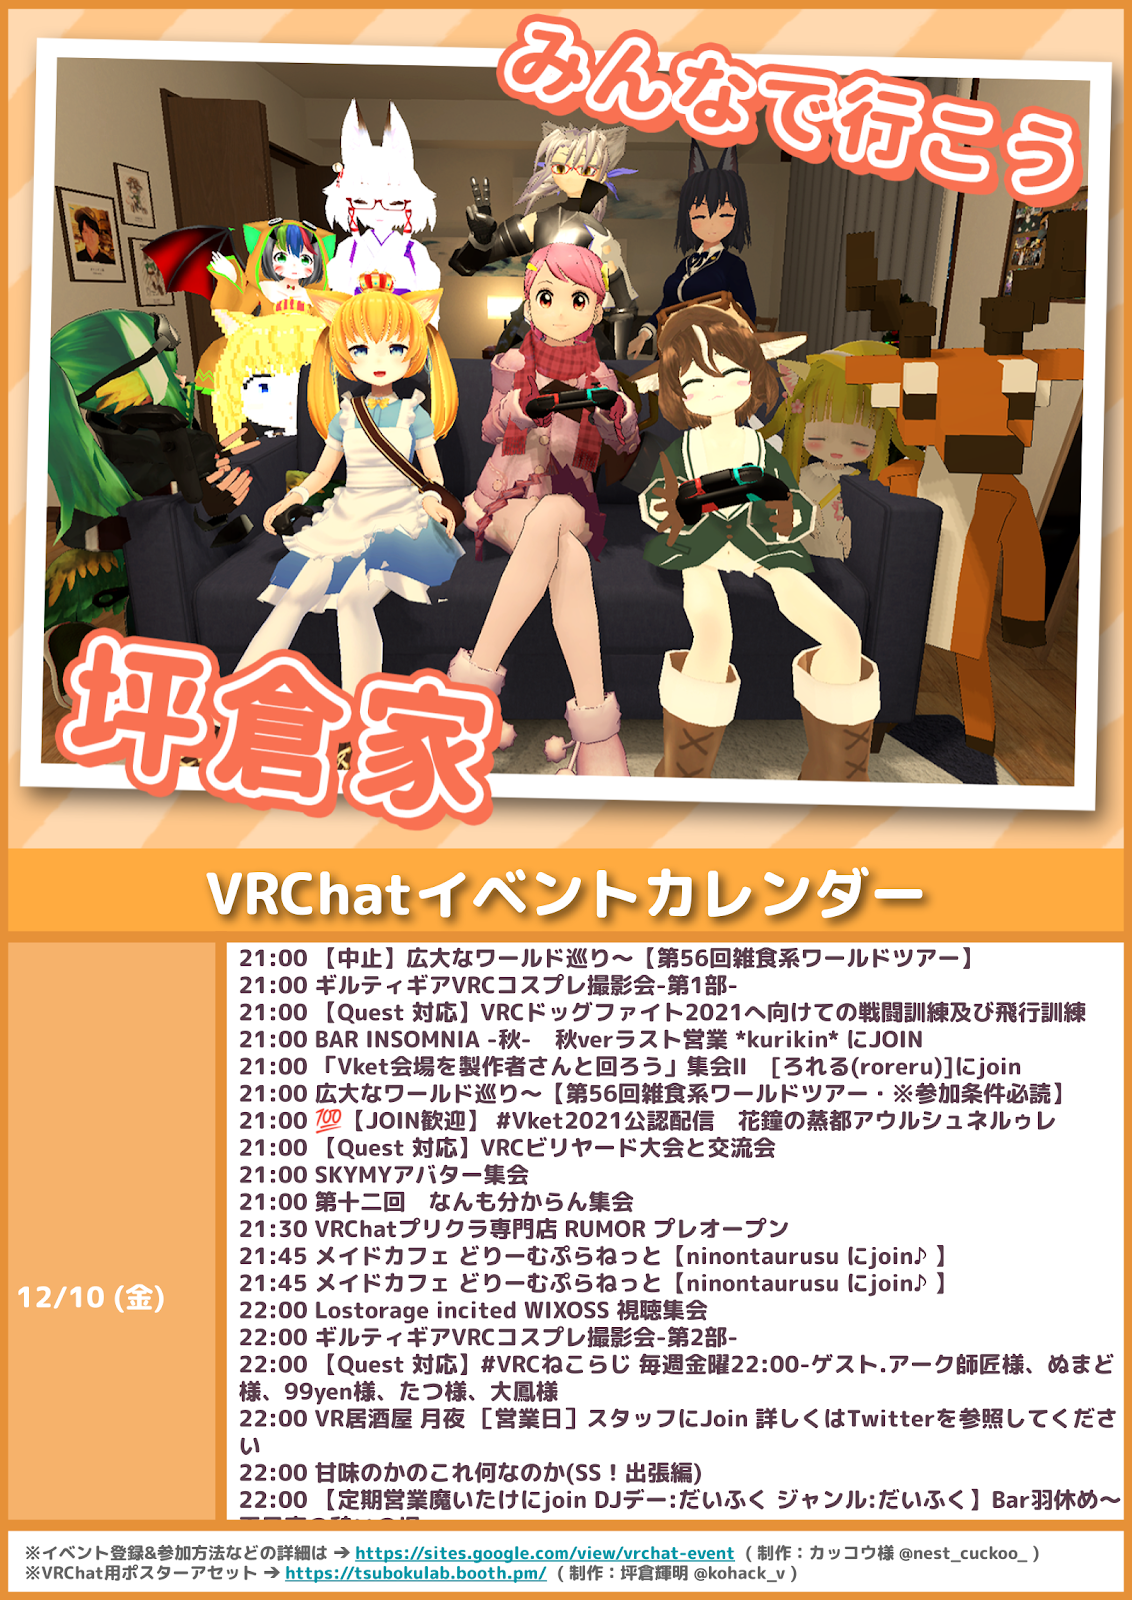 みんなで行こう
坪倉家
VRChatイベントカレンダー
12/10 (金)
21:00 【中止】広大なワールド巡り〜【第56回雑食系ワールドツアー】
21:00 ギルティギアVRCコスプレ撮影会-第1部-
21:00 【Quest 対応】VRCドッグファイト2021へ向けての戦闘訓練及び飛行訓練
21:00 BAR INSOMNIA -秋-　秋verラスト営業 *kurikin* にJOIN
21:00 「Vket会場を製作者さんと回ろう」集会II　[ろれる(roreru)]にjoin
21:00 広大なワールド巡り〜【第56回雑食系ワールドツアー・※参加条件必読】
21:00 💯【JOIN歓迎】 #Vket2021公認配信　花鐘の蒸都アウルシュネルゥレ
21:00 【Quest 対応】VRCビリヤード大会と交流会
21:00 SKYMYアバター集会
21:00 第十二回　なんも分からん集会
21:30 VRChatプリクラ専門店 RUMOR プレオープン
21:45 メイドカフェ どりーむぷらねっと【ninontaurusu にjoin♪ 】
21:45 メイドカフェ どりーむぷらねっと【ninontaurusu にjoin♪ 】
22:00 Lostorage incited WIXOSS 視聴集会
22:00 ギルティギアVRCコスプレ撮影会-第2部-
22:00 【Quest 対応】#VRCねこらじ 毎週金曜22:00-ゲスト.アーク師匠様、ぬまど
様、99yen様、たつ様、大鳳様
22:00 VR居酒屋 月夜 ［営業日］スタッフにJoin 詳しくはTwitterを参照してくださ
い
22:00 甘味のかのこれ何なのか(SS！出張編)
22:00 【定期営業魔いたけにjoin DJデー:だいふく ジャンル:だいふく】Bar羽休め〜
※イベント登録&参加方法などの詳細は → https://sites.google.com/view/vrchat-event （ 制作：カッコウ様 @nest_cuckoo_ ）
※VRChat用ポスターアセット → https://tsubokulab.booth.pm/ （ 制作：坪倉輝明 @kohack_v ）